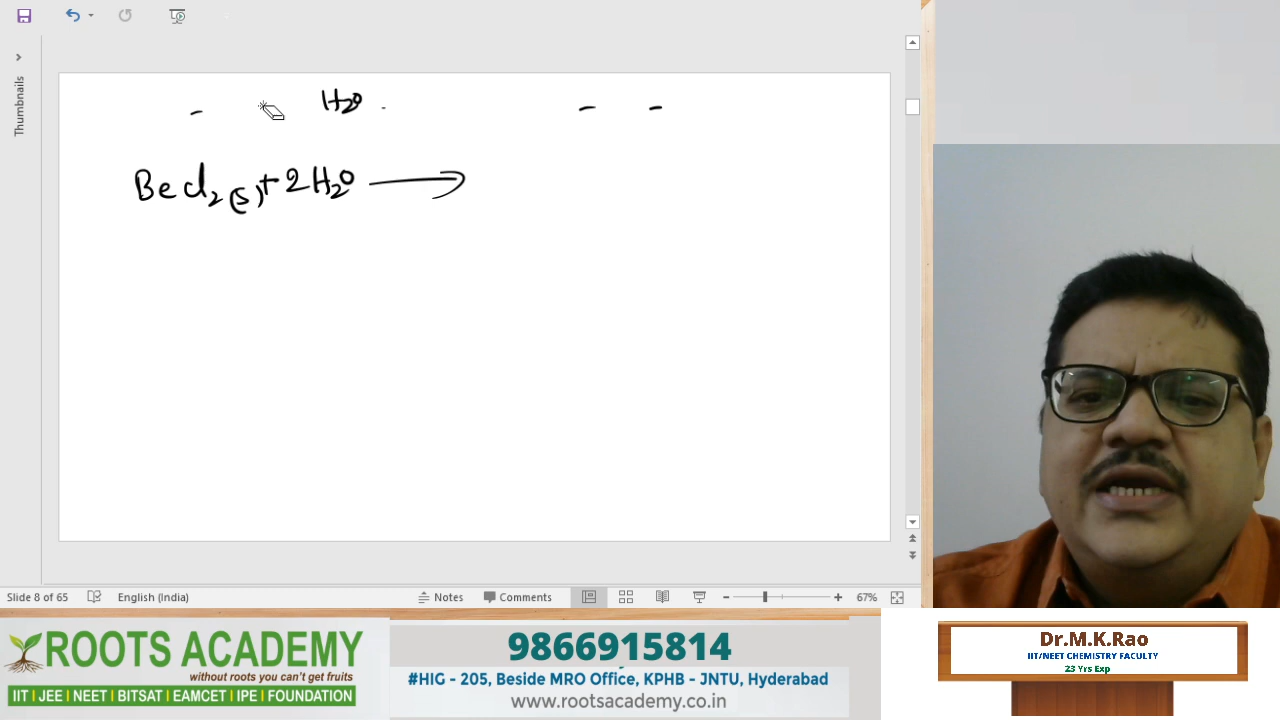 Thumbnails
H2O
BeCl2(s) + 2H2O ⟶
Slide 8 of 65
English (India)
Notes
Comments
67%
ROOTS ACADEMY
without roots you can't get fruits
IIT I JEE I NEET I BITSAT I EAMCET I IPE I FOUNDATION
9866915814
#HIG - 205, Beside MRO Office, KPHB - JNTU, Hyderabad
www.rootsacademy.co.in
Dr.M.K.Rao
IIT/NEET CHEMISTRY FACULTY
23 Yrs Exp